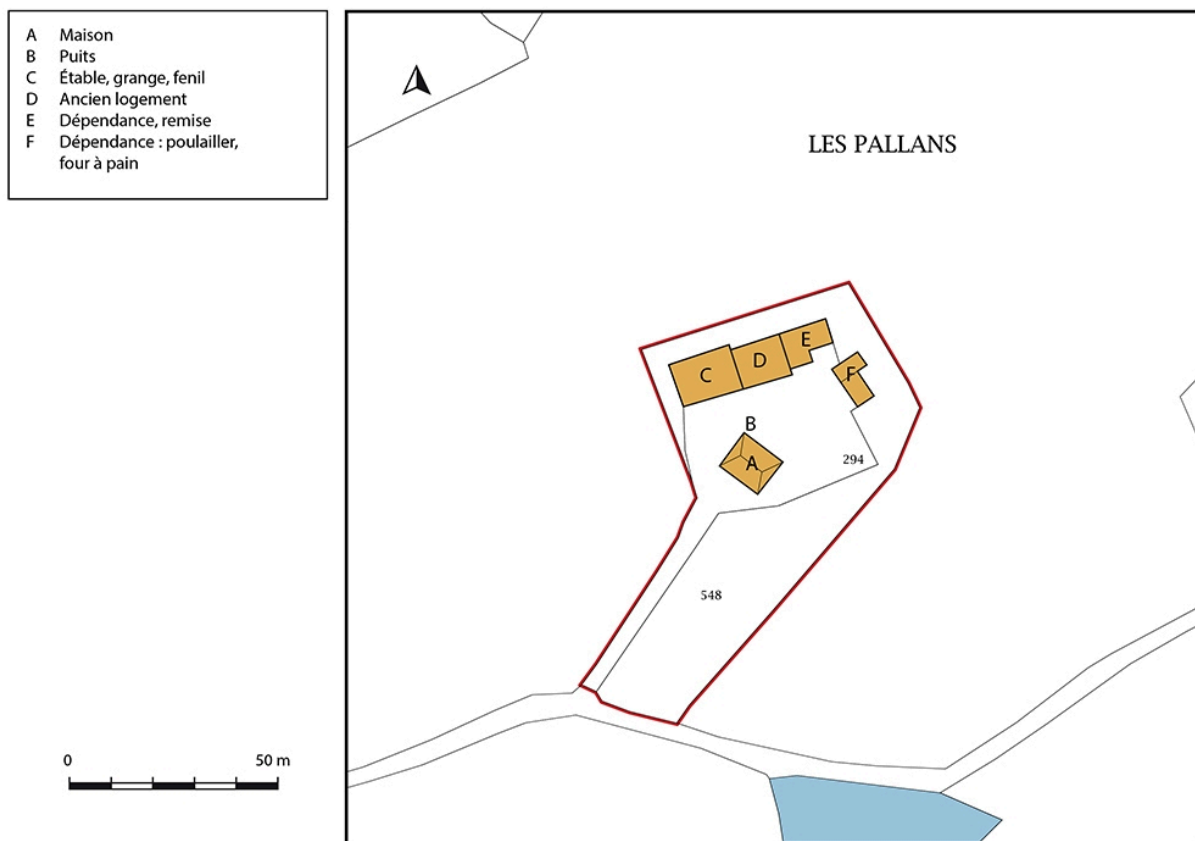 A Maison
B Puits
C Étable, grange, fenil
D Ancien logement
E Dépendance, remise
F Dépendance : poulailler,
four à pain
LES PALLANS
E
D
C
F
B
A
294
548
0 50 m